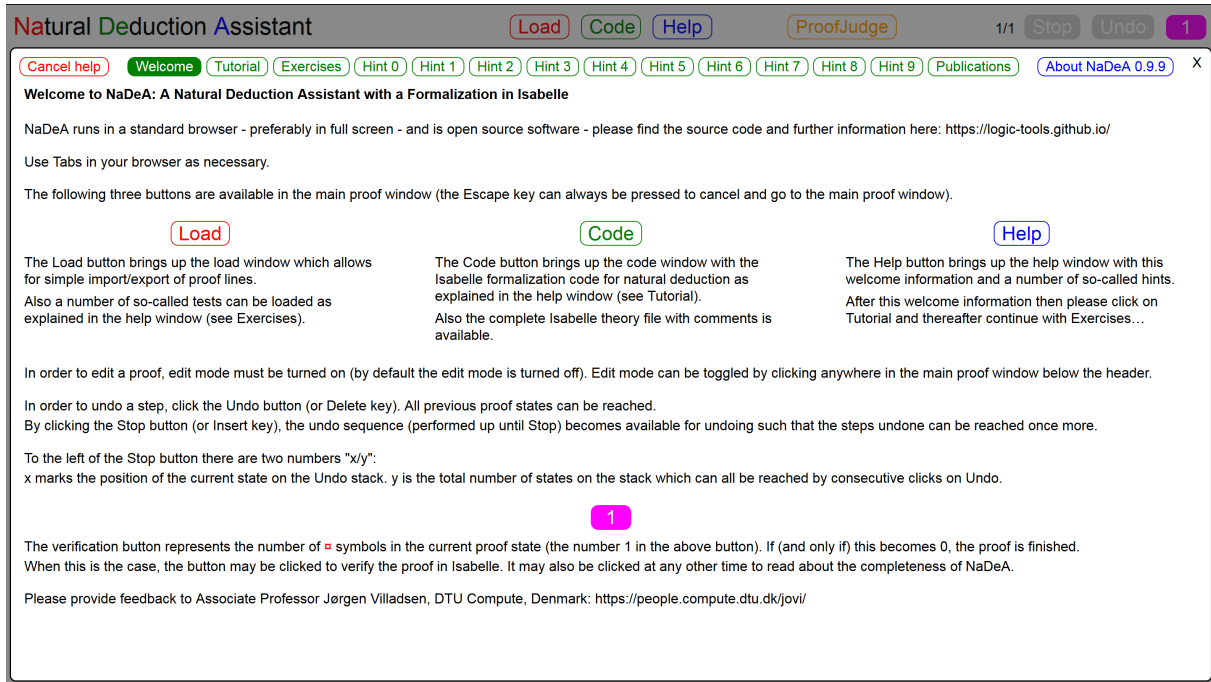 Natural Deduction Assistant Load Code Help ProofJudge 1/1 Stop Undo 1
Cancel help Welcome Tutorial Exercises Hint 0 Hint 1 Hint 2 Hint 3 Hint 4 Hint 5 Hint 6 Hint 7 Hint 8 Hint 9 Publications About NaDeA 0.9.9 X
Welcome to NaDeA: A Natural Deduction Assistant with a Formalization in Isabelle
NaDeA runs in a standard browser - preferably in full screen - and is open source software - please find the source code and further information here: https://logic-tools.github.io/
Use Tabs in your browser as necessary.
The following three buttons are available in the main proof window (the Escape key can always be pressed to cancel and go to the main proof window).
Load
The Load button brings up the load window which allows
for simple import/export of proof lines.
Also a number of so-called tests can be loaded as
explained in the help window (see Exercises).
Code
The Code button brings up the code window with the
Isabelle formalization code for natural deduction as
explained in the help window (see Tutorial).
Also the complete Isabelle theory file with comments is
available.
Help
The Help button brings up the help window with this
welcome information and a number of so-called hints.
After this welcome information then please click on
Tutorial and thereafter continue with Exercises…
In order to edit a proof, edit mode must be turned on (by default the edit mode is turned off). Edit mode can be toggled by clicking anywhere in the main proof window below the header.
In order to undo a step, click the Undo button (or Delete key). All previous proof states can be reached.
By clicking the Stop button (or Insert key), the undo sequence (performed up until Stop) becomes available for undoing such that the steps undone can be reached once more.
To the left of the Stop button there are two numbers "x/y":
x marks the position of the current state on the Undo stack. y is the total number of states on the stack which can all be reached by consecutive clicks on Undo.
1
The verification button represents the number of ¤ symbols in the current proof state (the number 1 in the above button). If (and only if) this becomes 0, the proof is finished.
When this is the case, the button may be clicked to verify the proof in Isabelle. It may also be clicked at any other time to read about the completeness of NaDeA.
Please provide feedback to Associate Professor Jørgen Villadsen, DTU Compute, Denmark: https://people.compute.dtu.dk/jovi/